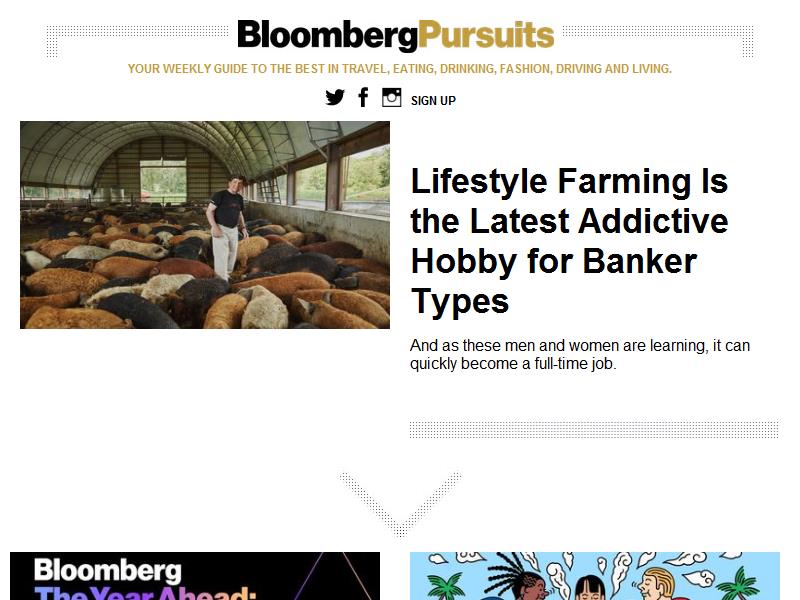 BloombergPursuits
YOUR WEEKLY GUIDE TO THE BEST IN TRAVEL, EATING, DRINKING, FASHION, DRIVING AND LIVING.
SIGN UP
Lifestyle Farming Is
the Latest Addictive
Hobby for Banker
Types
And as these men and women are learning, it can
quickly become a full-time job.
Bloomberg
The Year Ahead: